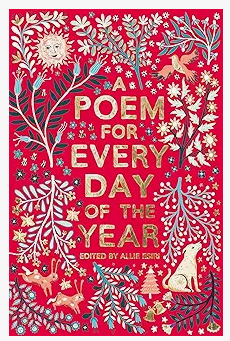 A
POEM
FOR
EVERY
DAY
OF THE
YEAR
EDITED BY ALLIE ESIRI